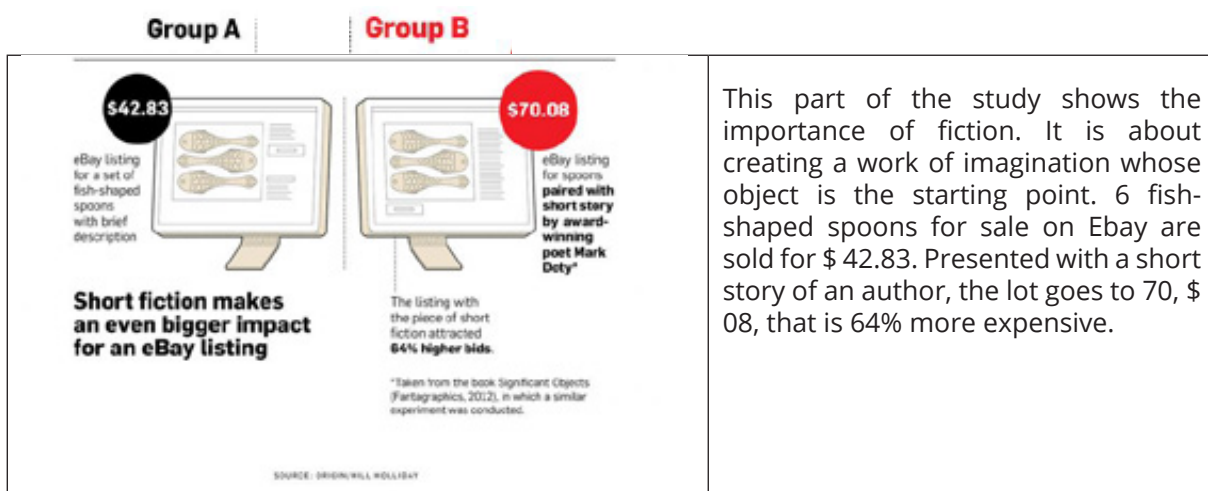 Group A
Group B
$42.83
eBay listing
for a set of
fish-shaped
spoons
with brief
description
$70.08
eBay listing
for spoons
paired with
short story
by award-
winning
poet Mark
Doty*
Short fiction makes
an even bigger impact
for an eBay listing
The listing with
the piece of short
fiction attracted
64% higher bids.
*Taken from the book Significant Objects
(Fantagraphics, 2012), in which a similar
experiment was conducted.
SOURCE: ORIGIN/HILL HOLLIDAY
This part of the study shows the
importance of fiction. It is about
creating a work of imagination whose
object is the starting point. 6 fish-
shaped spoons for sale on Ebay are
sold for $ 42.83. Presented with a short
story of an author, the lot goes to 70, $
08, that is 64% more expensive.